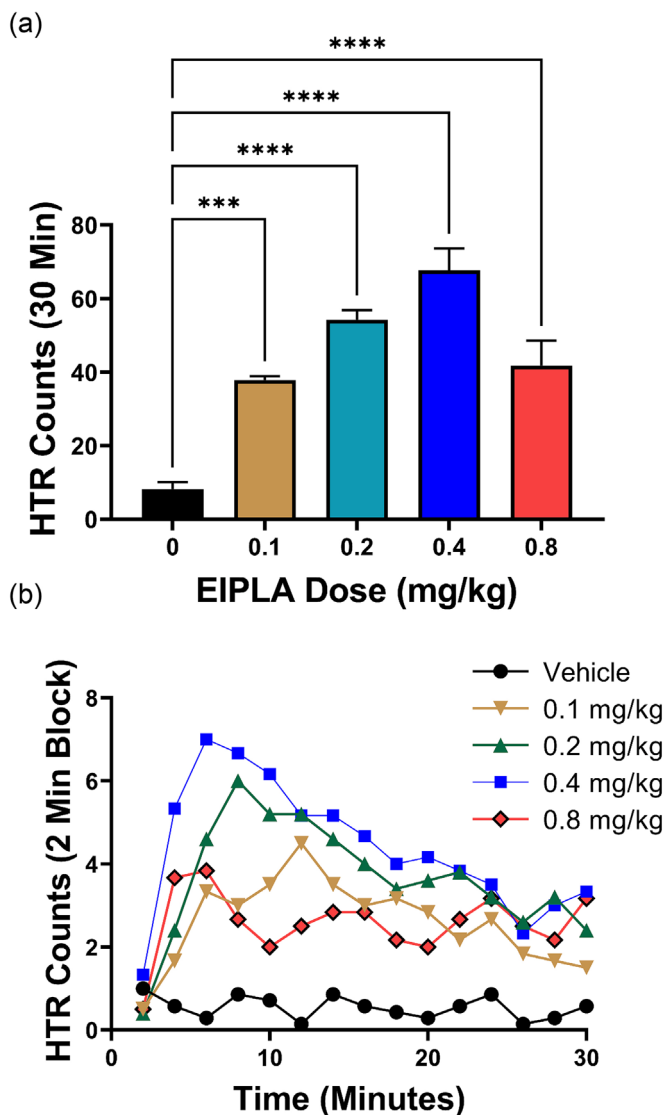 (a)
****
****
****
***
HTR Counts (30 Min)
80
60
40
20
0
0 0.1 0.2 0.4 0.8
EIPLA Dose (mg/kg)
(b)
HTR Counts (2 Min Block)
8
6
4
2
0
0 10 20 30
Time (Minutes)
Vehicle
0.1 mg/kg
0.2 mg/kg
0.4 mg/kg
0.8 mg/kg